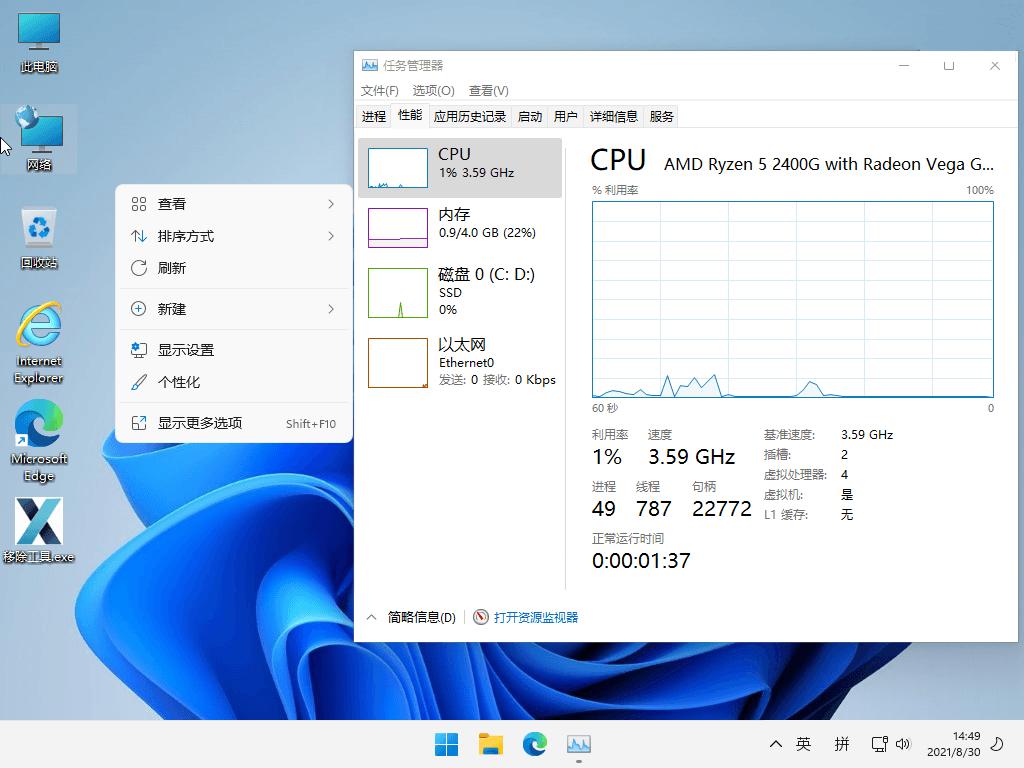 此电脑
网络
回收站
Internet
Explorer
Microsoft
Edge
移除工具.exe
查看
排序方式
刷新
新建
显示设置
个性化
显示更多选项 Shift+F10
任务管理器
文件(F) 选项(O) 查看(V)
进程 性能 应用历史记录 启动 用户 详细信息 服务
CPU
1% 3.59 GHz
内存
0.9/4.0 GB (22%)
磁盘 0 (C: D:)
SSD
0%
以太网
Ethernet0
发送: 0 接收: 0 Kbps
CPU AMD Ryzen 5 2400G with Radeon Vega G...
% 利用率 100%
60 秒 0
利用率 速度
1% 3.59 GHz
进程 线程 句柄
49 787 22772
正常运行时间
0:00:01:37
基准速度: 3.59 GHz
插槽: 2
虚拟处理器: 4
虚拟机: 是
L1 缓存: 无
简略信息(D) 打开资源监视器
英 拼
14:49
2021/8/30